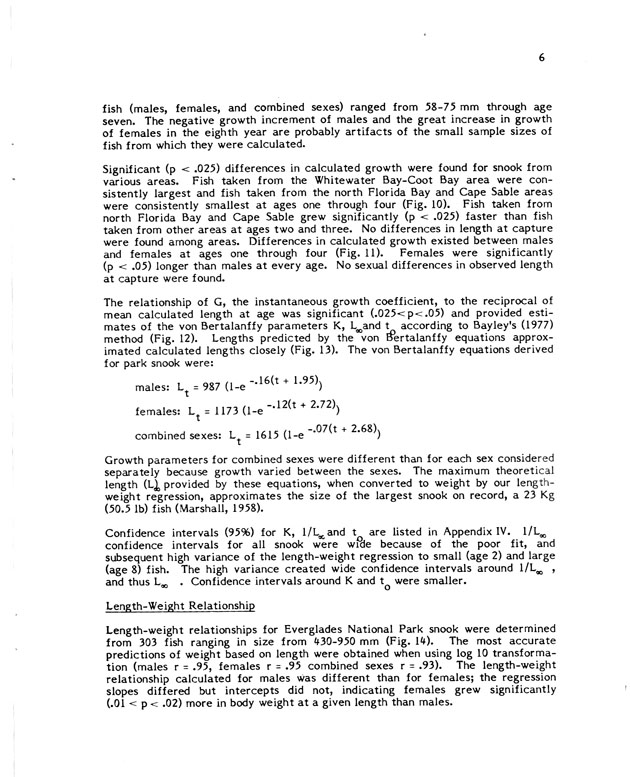 6
fish (males, females, and combined sexes) ranged from 58-75 mm through age
seven. The negative growth increment of males and the great increase in growth
of females in the eighth year are probably artifacts of the small sample sizes of
fish from which they were calculated.
Significant (p < .025) differences in calculated growth were found for snook from
various areas. Fish taken from the Whitewater Bay-Coot Bay area were con-
sistently largest and fish taken from the north Florida Bay and Cape Sable areas
were consistently smallest at ages one through four (Fig. 10). Fish taken from
north Florida Bay and Cape Sable grew significantly (p < .025) faster than fish
taken from other areas at ages two and three. No differences in length at capture
were found among areas. Differences in calculated growth existed between males
and females at ages one through four (Fig. 11). Females were significantly
(p < .05) longer than males at every age. No sexual differences in observed length
at capture were found.
The relationship of G, the instantaneous growth coefficient, to the reciprocal of
mean calculated length at age was significant (.025<p<.05) and provided esti-
mates of the von Bertalanffy parameters K, L∞ and t₀ according to Bayley's (1977)
method (Fig. 12). Lengths predicted by the von Bertalanffy equations approx-
imated calculated lengths closely (Fig. 13). The von Bertalanffy equations derived
for park snook were:
males: Lₜ = 987 (1-e -.16(t + 1.95))
females: Lₜ = 1173 (1-e -.12(t + 2.72))
combined sexes: Lₜ = 1615 (1-e -.07(t + 2.68))
Growth parameters for combined sexes were different than for each sex considered
separately because growth varied between the sexes. The maximum theoretical
length (L∞) provided by these equations, when converted to weight by our length-
weight regression, approximates the size of the largest snook on record, a 23 Kg
(50.5 lb) fish (Marshall, 1958).
Confidence intervals (95%) for K, 1/L∞ and t₀ are listed in Appendix IV. 1/L∞
confidence intervals for all snook were wide because of the poor fit, and
subsequent high variance of the length-weight regression to small (age 2) and large
(age 8) fish. The high variance created wide confidence intervals around 1/L∞ ,
and thus L∞ . Confidence intervals around K and t₀ were smaller.
Length-Weight Relationship
Length-weight relationships for Everglades National Park snook were determined
from 303 fish ranging in size from 430-950 mm (Fig. 14). The most accurate
predictions of weight based on length were obtained when using log 10 transforma-
tion (males r = .95, females r = .95 combined sexes r = .93). The length-weight
relationship calculated for males was different than for females; the regression
slopes differed but intercepts did not, indicating females grew significantly
(.01 < p < .02) more in body weight at a given length than males.